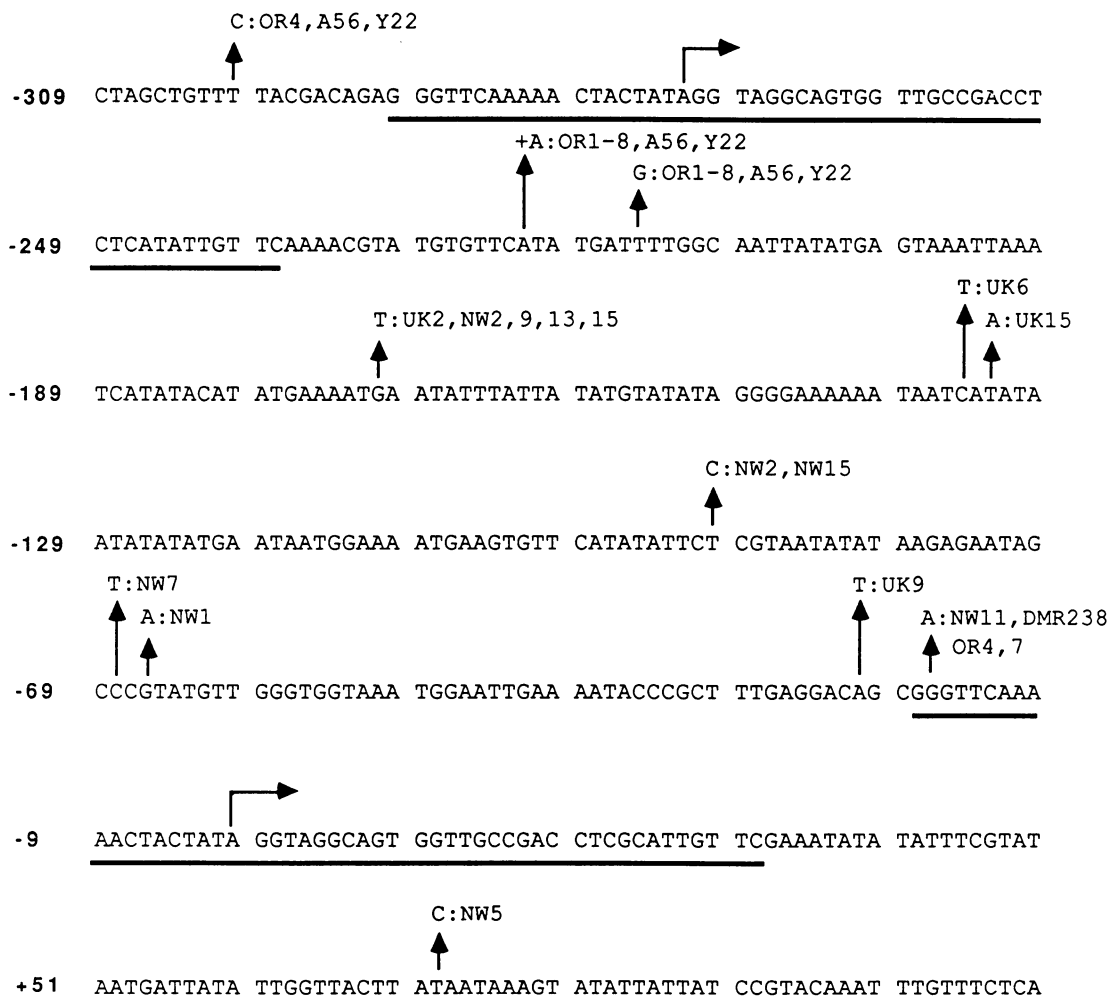 C:OR4,A56,Y22
-309 CTAGCTGTTT TACGACAGAG GGTTCAAAAA CTACTATAGG TAGGCAGTGG TTGCCGACCT
+A:OR1-8,A56,Y22
G:OR1-8,A56,Y22
-249 CTCATATTGT TCAAAACGTA TGTGTTCATA TGATTTTGGC AATTATATGA GTAAATTAAA
T:UK6
T:UK2,NW2,9,13,15 A:UK15
-189 TCATATACAT ATGAAAATGA ATATTTATTA TATGTATATA GGGGAAAAAA TAATCATATA
C:NW2,NW15
-129 ATATATATGA ATAATGGAAA ATGAAGTGTT CATATATTCT CGTAATATAT AAGAGAATAG
T:NW7 T:UK9
A:NW1 A:NW11,DMR238
OR4,7
-69 CCCGTATGTT GGGTGGTAAA TGGAATTGAA AATACCCGCT TTGAGGACAG CGGGTTCAAA
-9 AACTACTATA GGTAGGCAGT GGTTGCCGAC CTCGCATTGT TCGAAATATA TATTTCGTAT
C:NW5
+51 AATGATTATA TTGGTTACTT ATAATAAAGT ATATTATTAT CCGTACAAAT TTGTTTCTCA